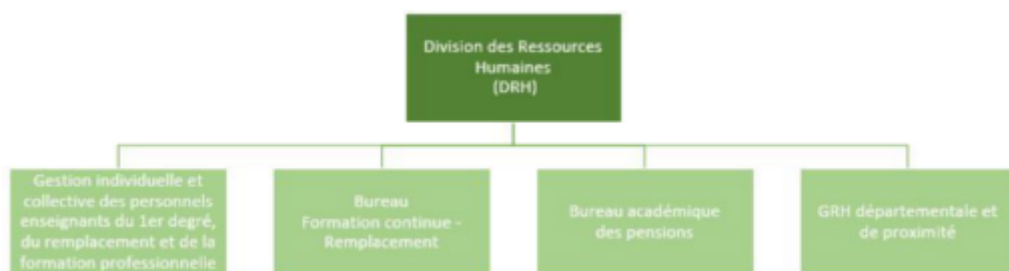 Division des Ressources
Humaines
(DRH)
Gestion individuelle et
collective des personnels
enseignants du 1er degré,
du remplacement et de la
formation professionnelle
Bureau
Formation continue -
Remplacement
Bureau académique
des pensions
GRH départementale et
de proximité